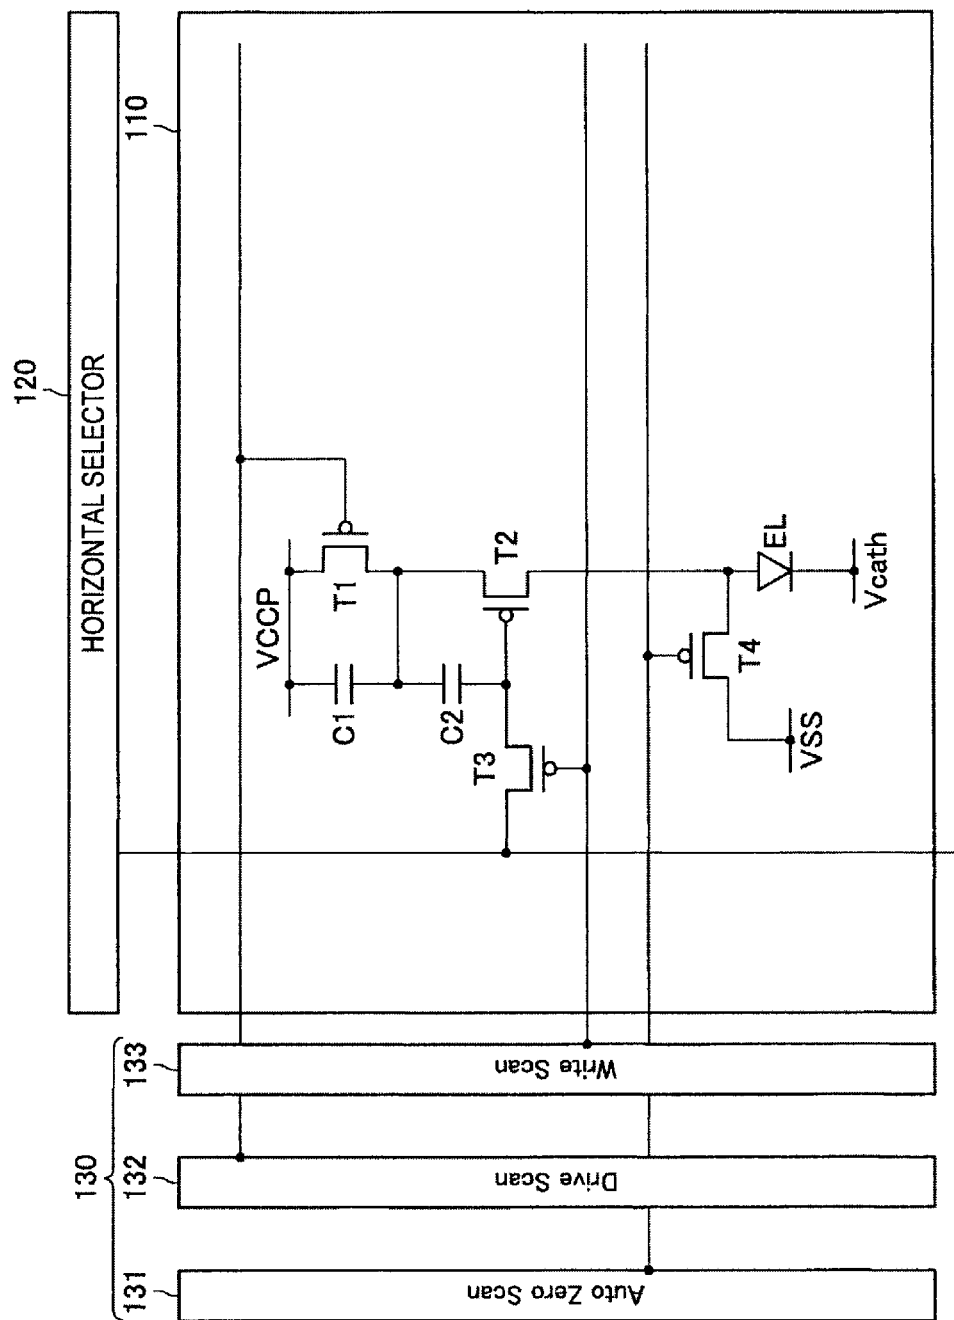 120
HORIZONTAL SELECTOR
110
VCCP
T1
C1
C2
T2
T3
EL
T4
Vcath
VSS
130
133
Write Scan
132
Drive Scan
131
Auto Zero Scan